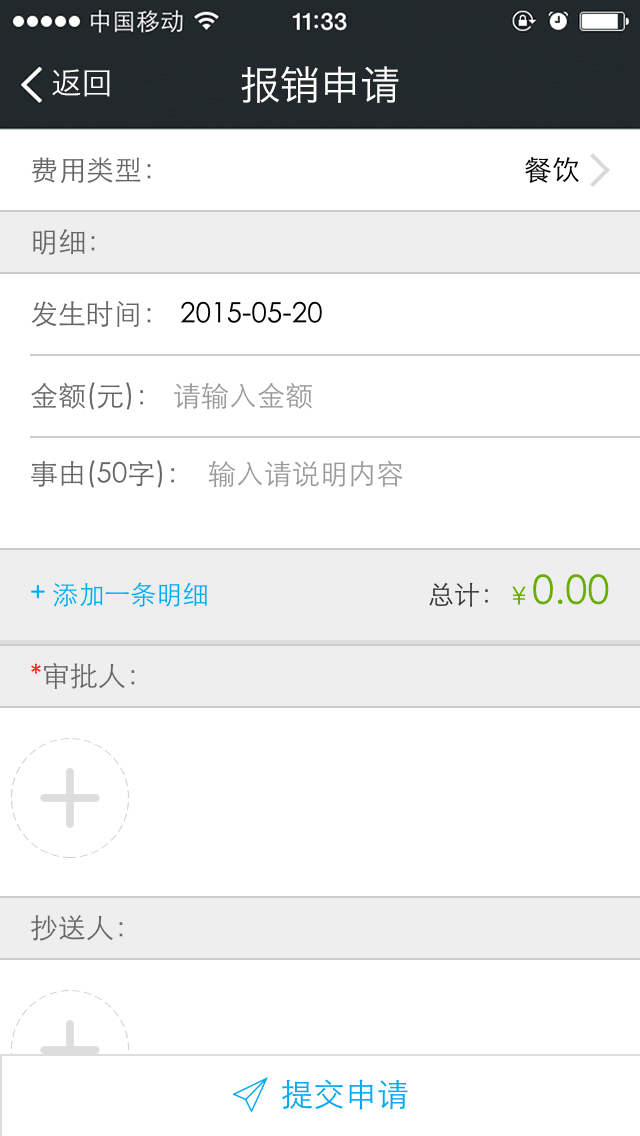 中国移动 11:33
返回 报销申请
费用类型: 餐饮
明细:
发生时间: 2015-05-20
金额(元): 请输入金额
事由(50字): 输入请说明内容
+ 添加一条明细 总计: ¥0.00
*审批人:
抄送人:
提交申请